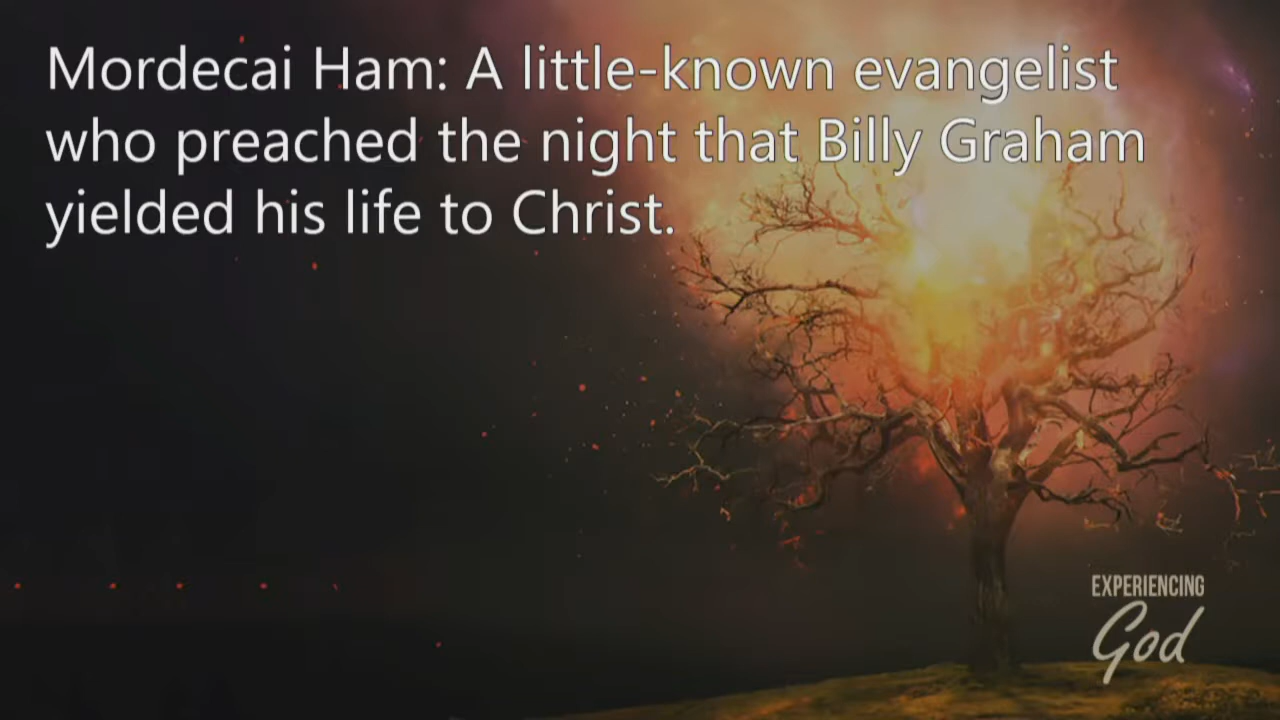 Mordecai Ham: A little-known evangelist
who preached the night that Billy Graham
yielded his life to Christ.
EXPERIENCING
God